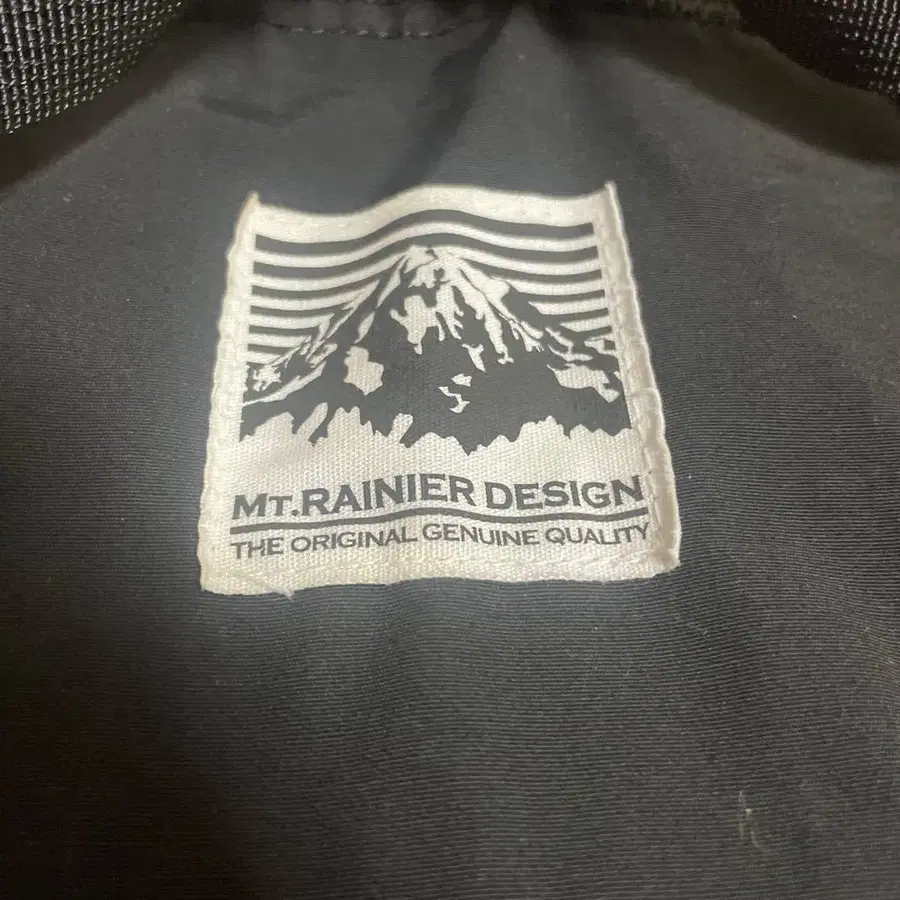 MT.RAINIER DESIGN
THE ORIGINAL GENUINE QUALITY